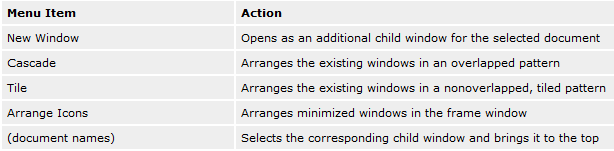 Menu Item Action
New Window Opens as an additional child window for the selected document
Cascade Arranges the existing windows in an overlapped pattern
Tile Arranges the existing windows in a nonoverlapped, tiled pattern
Arrange Icons Arranges minimized windows in the frame window
(document names) Selects the corresponding child window and brings it to the top